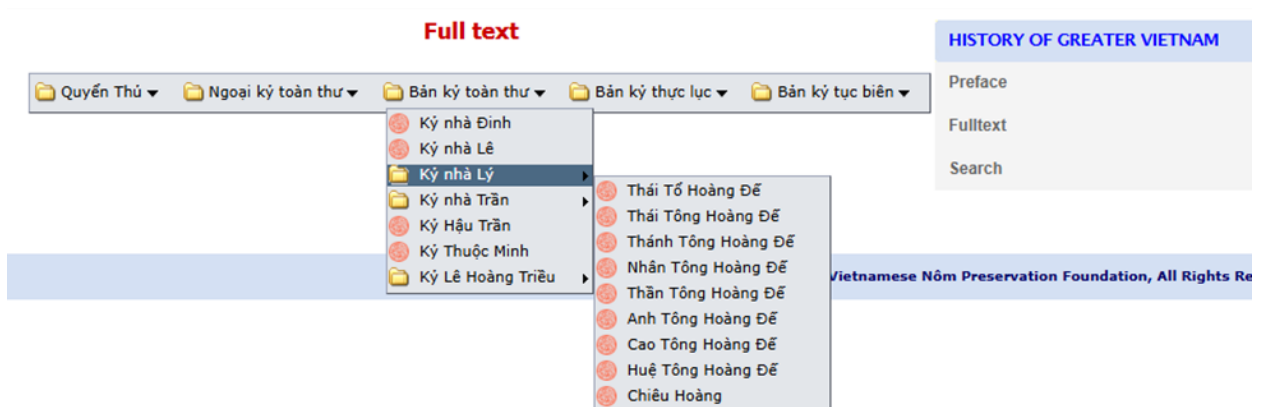 Full text
HISTORY OF GREATER VIETNAM
Preface
Fulltext
Search
Quyển Thủ Ngoại kỷ toàn thư Bản kỷ toàn thư Bản kỷ thực lục Bản kỷ tục biên
Kỷ nhà Đinh
Kỷ nhà Lê
Kỷ nhà Lý
Kỷ nhà Trần
Kỷ Hậu Trần
Kỷ Thuộc Minh
Kỷ Lê Hoàng Triều
Thái Tổ Hoàng Đế
Thái Tông Hoàng Đế
Thánh Tông Hoàng Đế
Nhân Tông Hoàng Đế
Thần Tông Hoàng Đế
Anh Tông Hoàng Đế
Cao Tông Hoàng Đế
Huệ Tông Hoàng Đế
Chiêu Hoàng
Vietnamese Nôm Preservation Foundation, All Rights Re